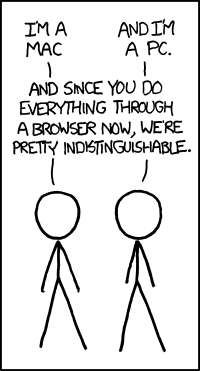 I'M A
MAC
AND I'M
A PC.
AND SINCE YOU DO
EVERYTHING THROUGH
A BROWSER NOW, WE'RE
PRETTY INDISTINGUISHABLE.